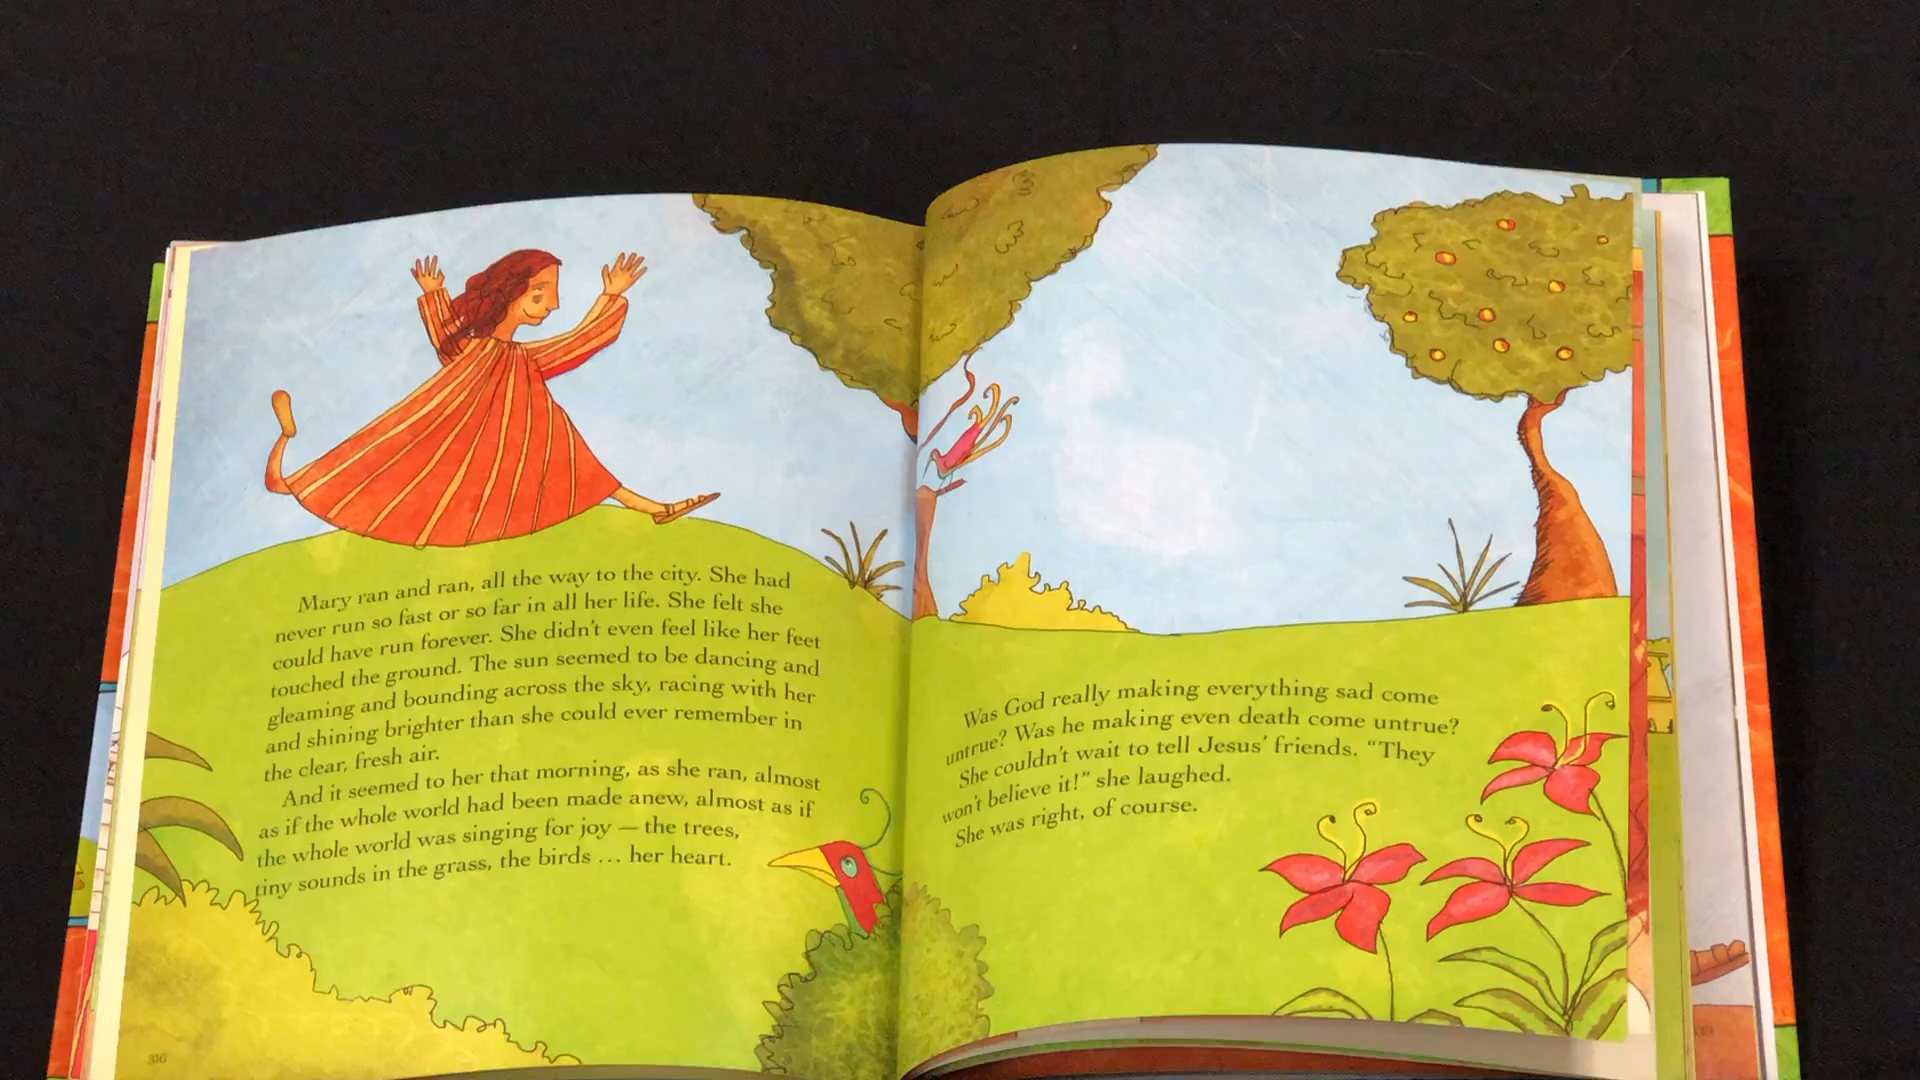 Mary ran and ran, all the way to the city. She had
never run so fast or so far in all her life. She felt she
could have run forever. She didn't even feel like her feet
touched the ground. The sun seemed to be dancing and
gleaming and bounding across the sky, racing with her
and shining brighter than she could ever remember in
the clear, fresh air.
And it seemed to her that morning, as she ran, almost
as if the whole world had been made anew, almost as if
the whole world was singing for joy — the trees,
tiny sounds in the grass, the birds ... her heart.
316
Was God really making everything sad come
untrue? Was he making even death come untrue?
She couldn't wait to tell Jesus' friends. “They
won't believe it!” she laughed.
She was right, of course.